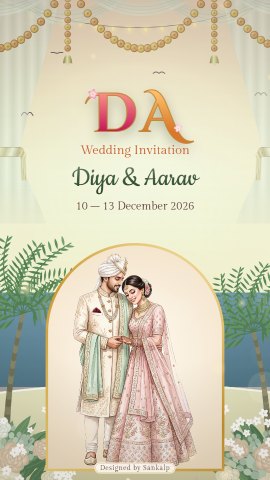 DA
Wedding Invitation
Diya & Aarav
10 — 13 December 2026
Designed by Sankalp